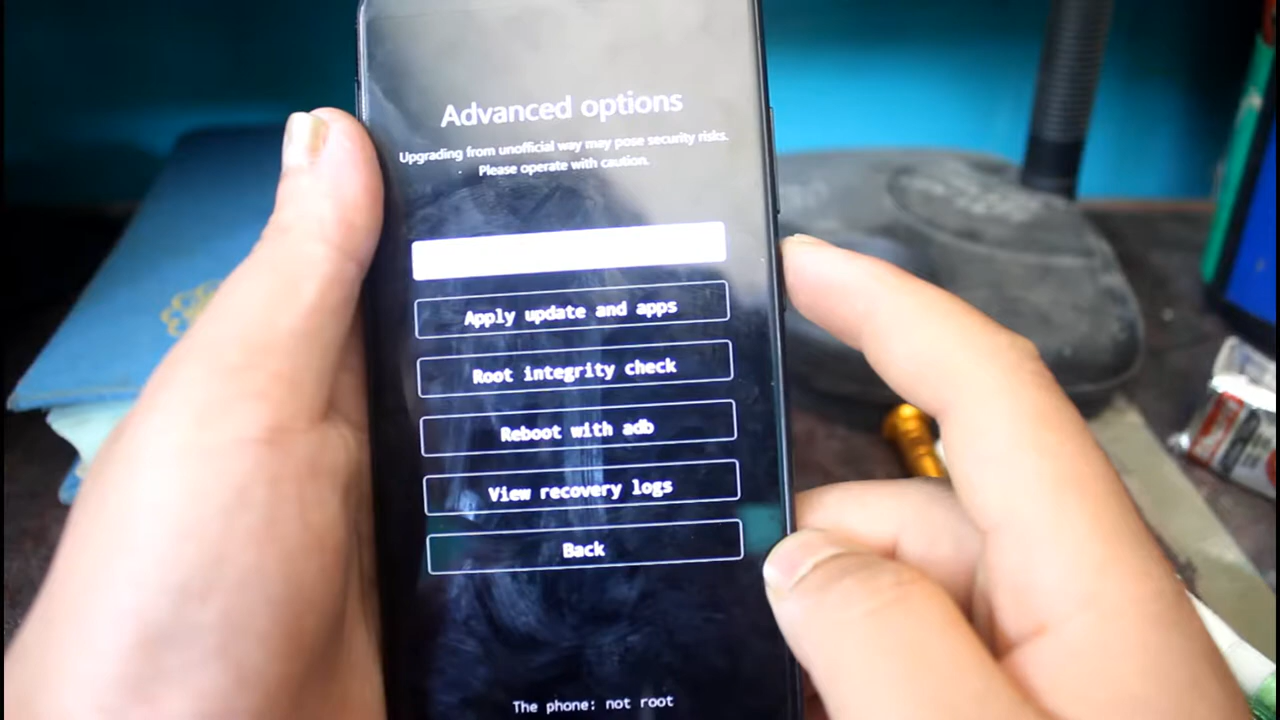 Advanced options
Upgrading from unofficial way may pose security risks.
Please operate with caution.
Apply update and apps
Root integrity check
Reboot with adb
View recovery logs
Back
The phone: not root